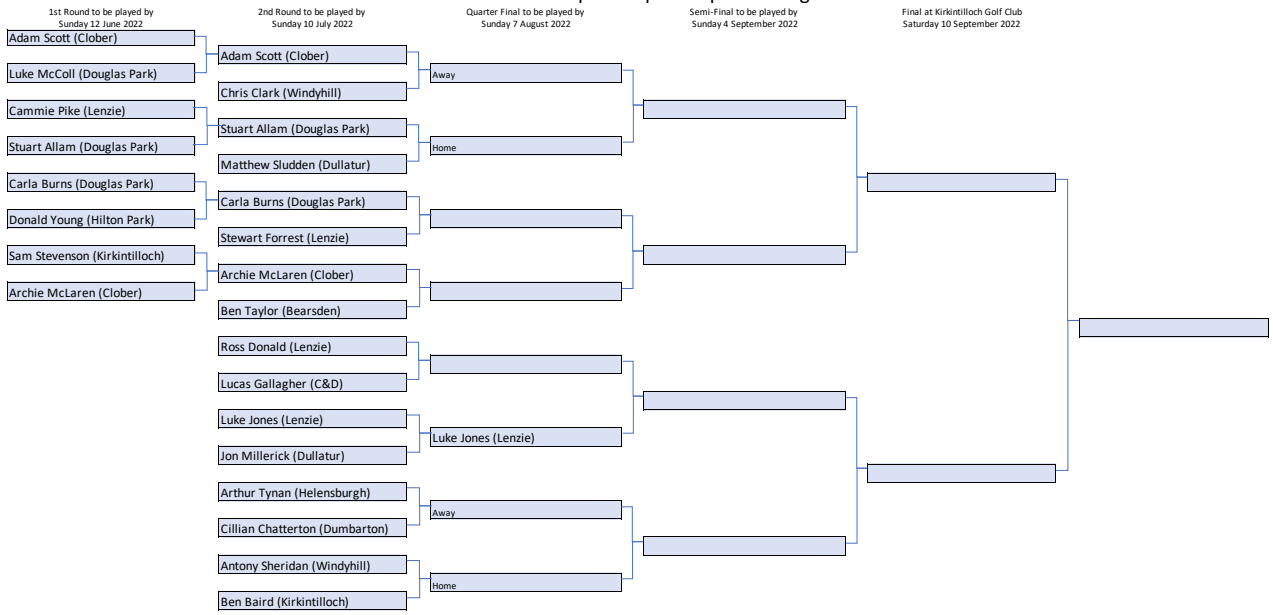 1st Round to be played by
Sunday 12 June 2022
2nd Round to be played by
Sunday 10 July 2022
Quarter Final to be played by
Sunday 7 August 2022
Semi-Final to be played by
Sunday 4 September 2022
Final at Kirkintilloch Golf Club
Saturday 10 September 2022
Adam Scott (Clober)
Luke McColl (Douglas Park)
Cammie Pike (Lenzie)
Stuart Allam (Douglas Park)
Carla Burns (Douglas Park)
Donald Young (Hilton Park)
Sam Stevenson (Kirkintilloch)
Archie McLaren (Clober)
Adam Scott (Clober)
Chris Clark (Windyhill)
Stuart Allam (Douglas Park)
Matthew Sludden (Dullatur)
Carla Burns (Douglas Park)
Stewart Forrest (Lenzie)
Archie McLaren (Clober)
Ben Taylor (Bearsden)
Ross Donald (Lenzie)
Lucas Gallagher (C&D)
Luke Jones (Lenzie)
Jon Millerick (Dullatur)
Arthur Tynan (Helensburgh)
Cillian Chatterton (Dumbarton)
Antony Sheridan (Windyhill)
Ben Baird (Kirkintilloch)
Away
Home
Luke Jones (Lenzie)
Away
Home